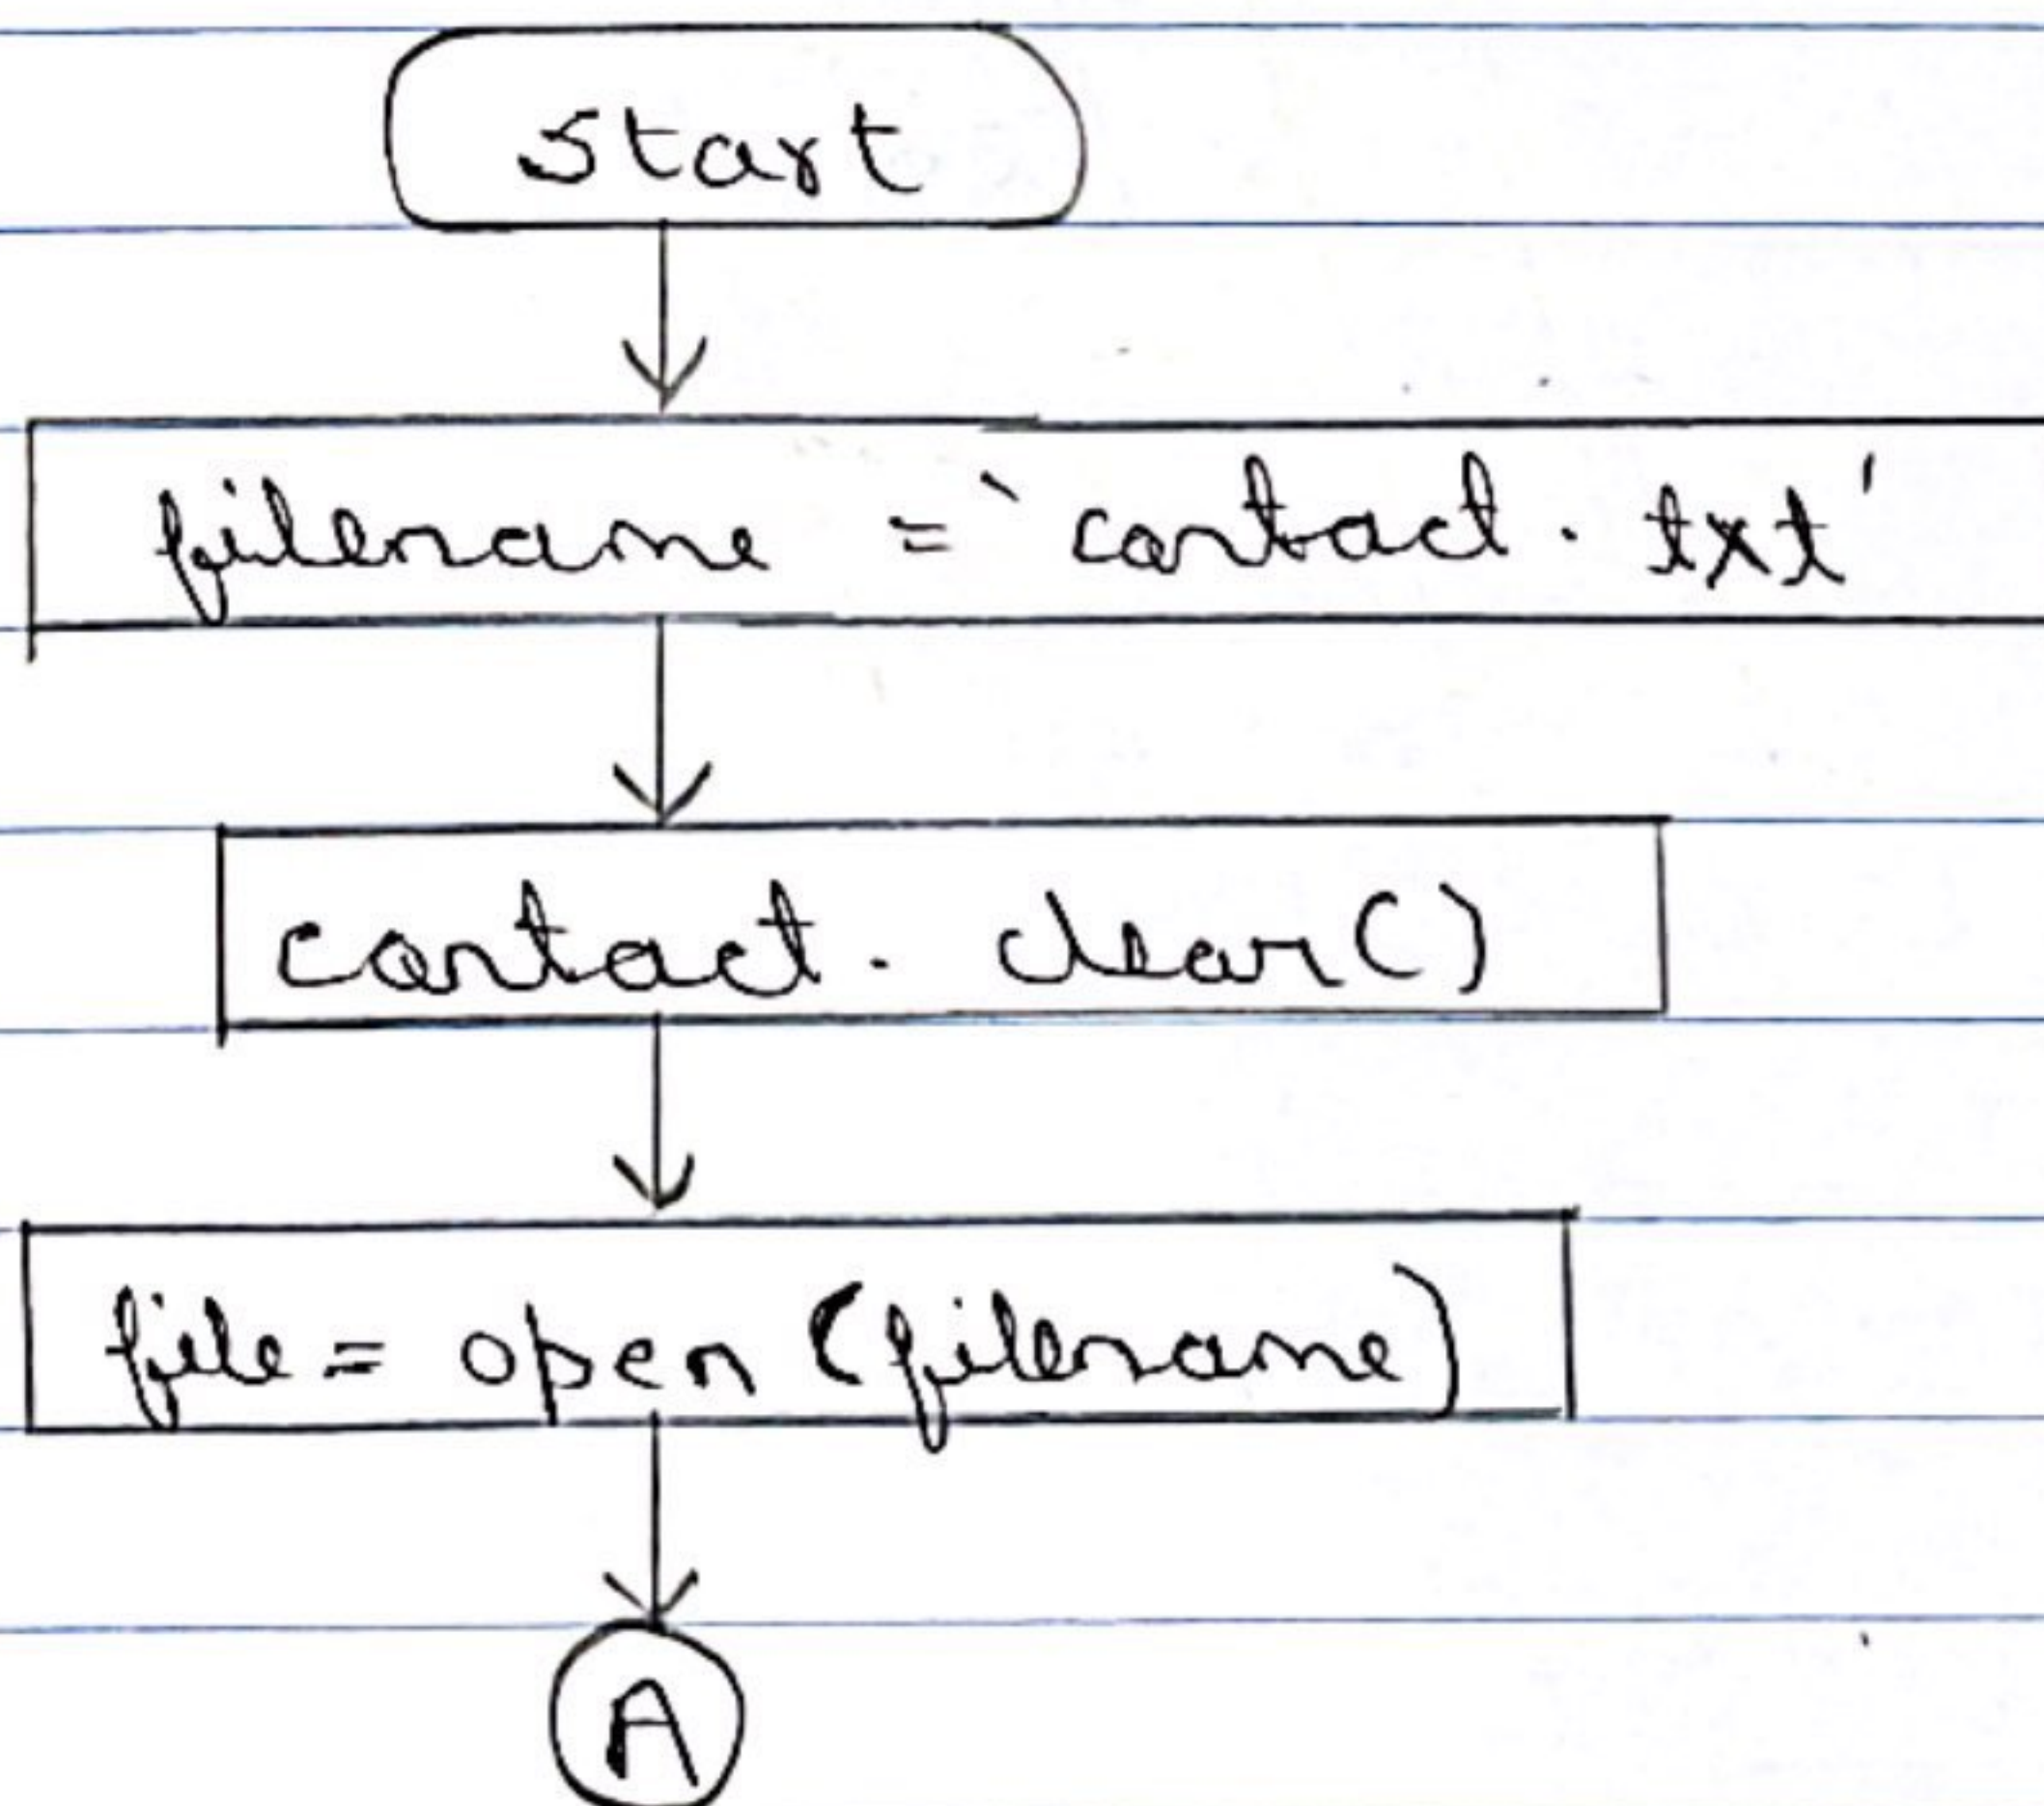 Start
filename = `contact. txt'
contact. clear()
file = open (filename)
A